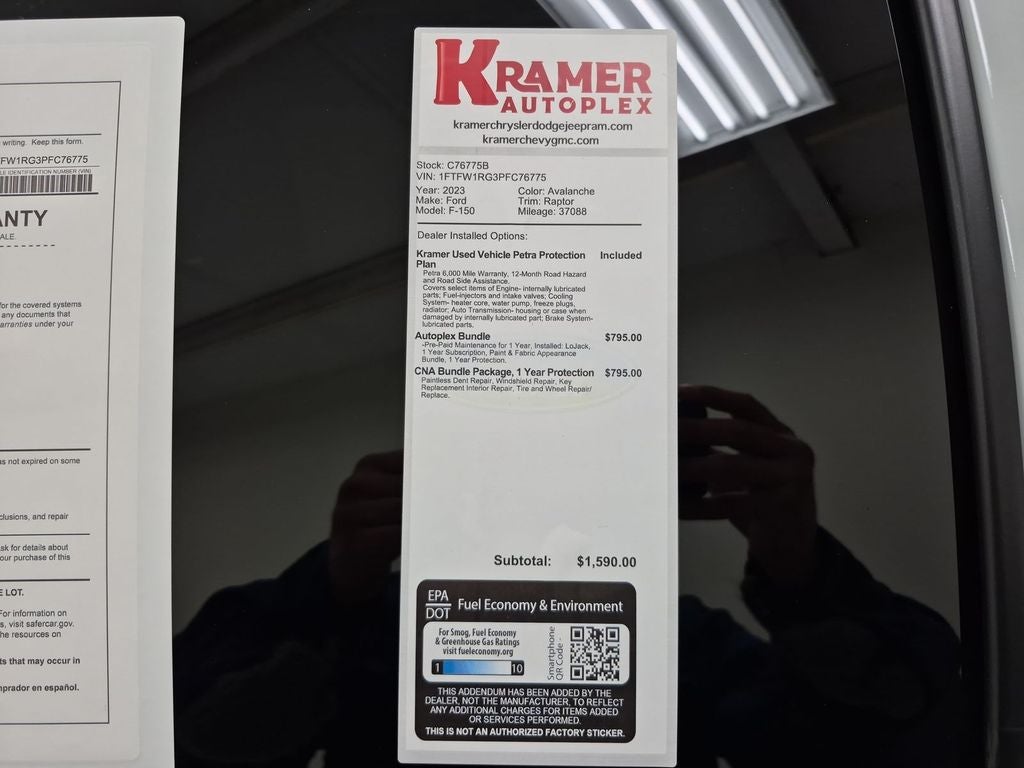 writing. Keep this form.
FW1RG3PFC76775
LE IDENTIFICATION NUMBER (VIN)
ANTY
ALE.
for the covered systems
any documents that
arranties under your
as not expired on some
clusions, and repair
sk for details about
our purchase of this
E LOT.
For information on
s, visit safercar.gov.
he resources on
ts that may occur in
mprador en español.
KRAMER
AUTOPLEX
kramerchryslerdodgejeepram.com
kramerchevygmc.com
Stock: C76775B
VIN: 1FTFW1RG3PFC76775
Year: 2023 Color: Avalanche
Make: Ford Trim: Raptor
Model: F-150 Mileage: 37088
Dealer Installed Options:
Kramer Used Vehicle Petra Protection Included
Plan
Petra 6,000 Mile Warranty, 12-Month Road Hazard
and Road Side Assistance.
Covers select items of Engine- internally lubricated
parts; Fuel-injectors and intake valves; Cooling
System- heater core, water pump, freeze plugs,
radiator; Auto Transmission- housing or case when
damaged by internally lubricated part; Brake System-
lubricated parts.
Autoplex Bundle $795.00
-Pre-Paid Maintenance for 1 Year, Installed: LoJack,
1 Year Subscription, Paint & Fabric Appearance
Bundle, 1 Year Protection.
CNA Bundle Package, 1 Year Protection $795.00
Paintless Dent Repair, Windshield Repair, Key
Replacement Interior Repair, Tire and Wheel Repair/
Replace.
Subtotal: $1,590.00
EPA
DOT Fuel Economy & Environment
For Smog, Fuel Economy
& Greenhouse Gas Ratings
visit fueleconomy.org
1 10
Smartphone
QR Code -
THIS ADDENDUM HAS BEEN ADDED BY THE
DEALER, NOT THE MANUFACTURER, TO REFLECT
ANY ADDITIONAL CHARGES FOR ITEMS ADDED
OR SERVICES PERFORMED.
THIS IS NOT AN AUTHORIZED FACTORY STICKER.